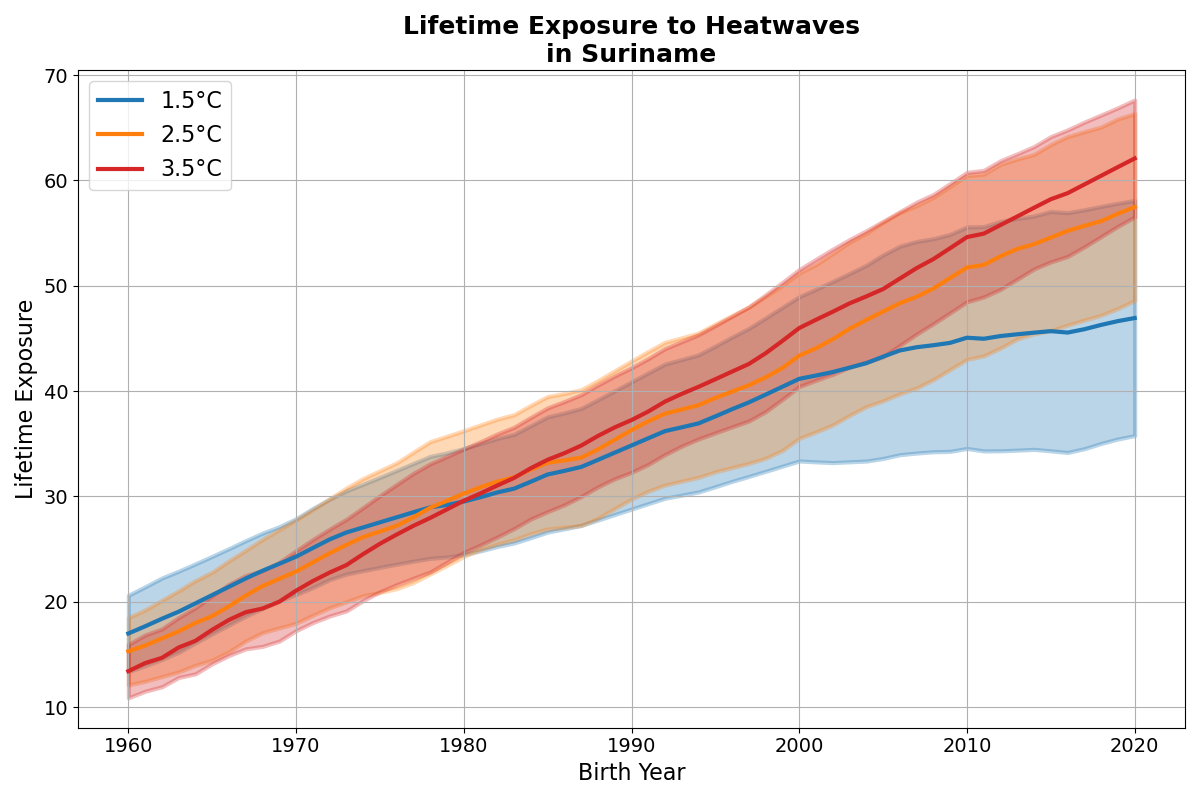 Lifetime Exposure to Heatwaves
in Suriname
1.5°C
2.5°C
3.5°C
Lifetime Exposure
70
60
50
40
30
20
10
1960
1970
1980
1990
2000
2010
2020
Birth Year